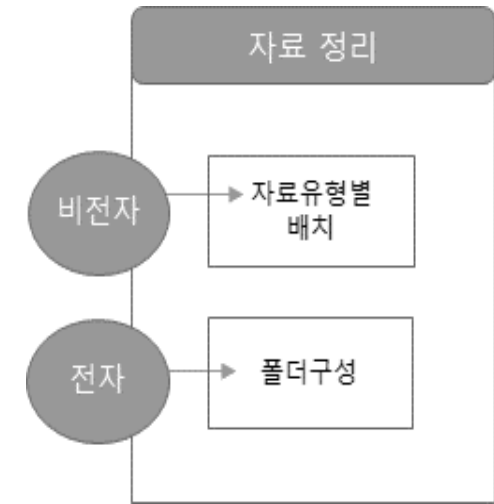 자료 정리
비전자
자료유형별
배치
전자
폴더구성